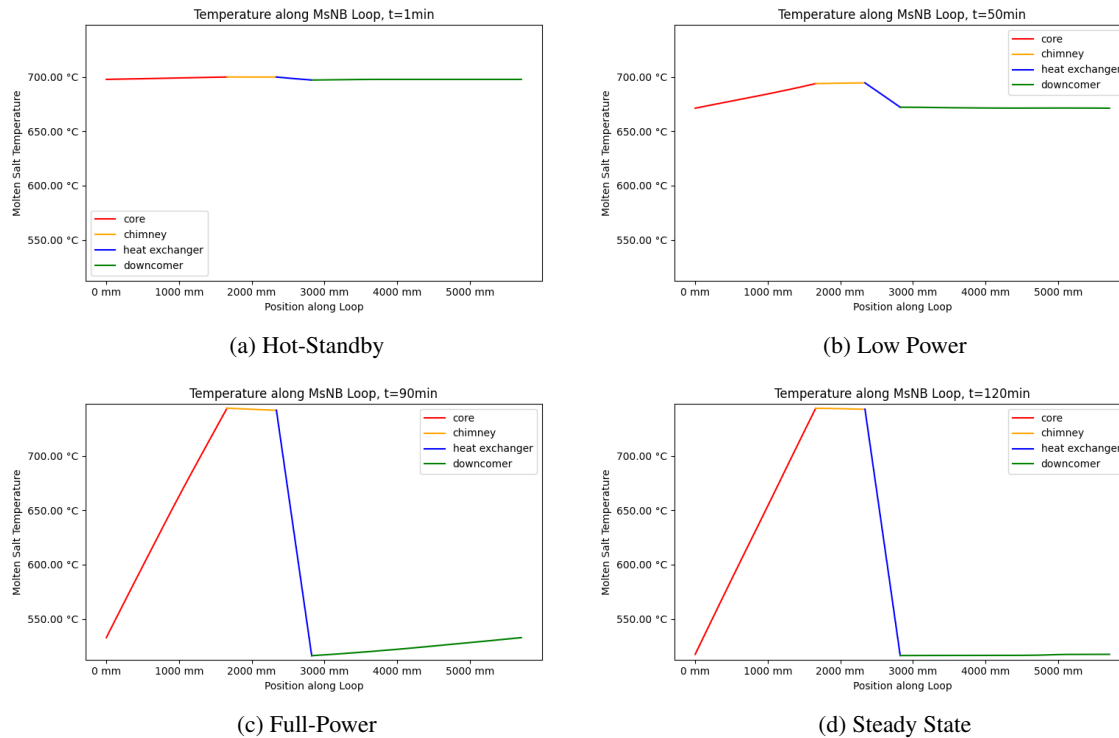 Temperature along MsNB Loop, t=1min
Molten Salt Temperature
700.00 °C
650.00 °C
600.00 °C
550.00 °C
core
chimney
heat exchanger
downcomer
0 mm 1000 mm 2000 mm 3000 mm 4000 mm 5000 mm
Position along Loop
(a) Hot-Standby
Temperature along MsNB Loop, t=50min
Molten Salt Temperature
700.00 °C
650.00 °C
600.00 °C
550.00 °C
core
chimney
heat exchanger
downcomer
0 mm 1000 mm 2000 mm 3000 mm 4000 mm 5000 mm
Position along Loop
(b) Low Power
Temperature along MsNB Loop, t=90min
Molten Salt Temperature
700.00 °C
650.00 °C
600.00 °C
550.00 °C
core
chimney
heat exchanger
downcomer
0 mm 1000 mm 2000 mm 3000 mm 4000 mm 5000 mm
Position along Loop
(c) Full-Power
Temperature along MsNB Loop, t=120min
Molten Salt Temperature
700.00 °C
650.00 °C
600.00 °C
550.00 °C
core
chimney
heat exchanger
downcomer
0 mm 1000 mm 2000 mm 3000 mm 4000 mm 5000 mm
Position along Loop
(d) Steady State